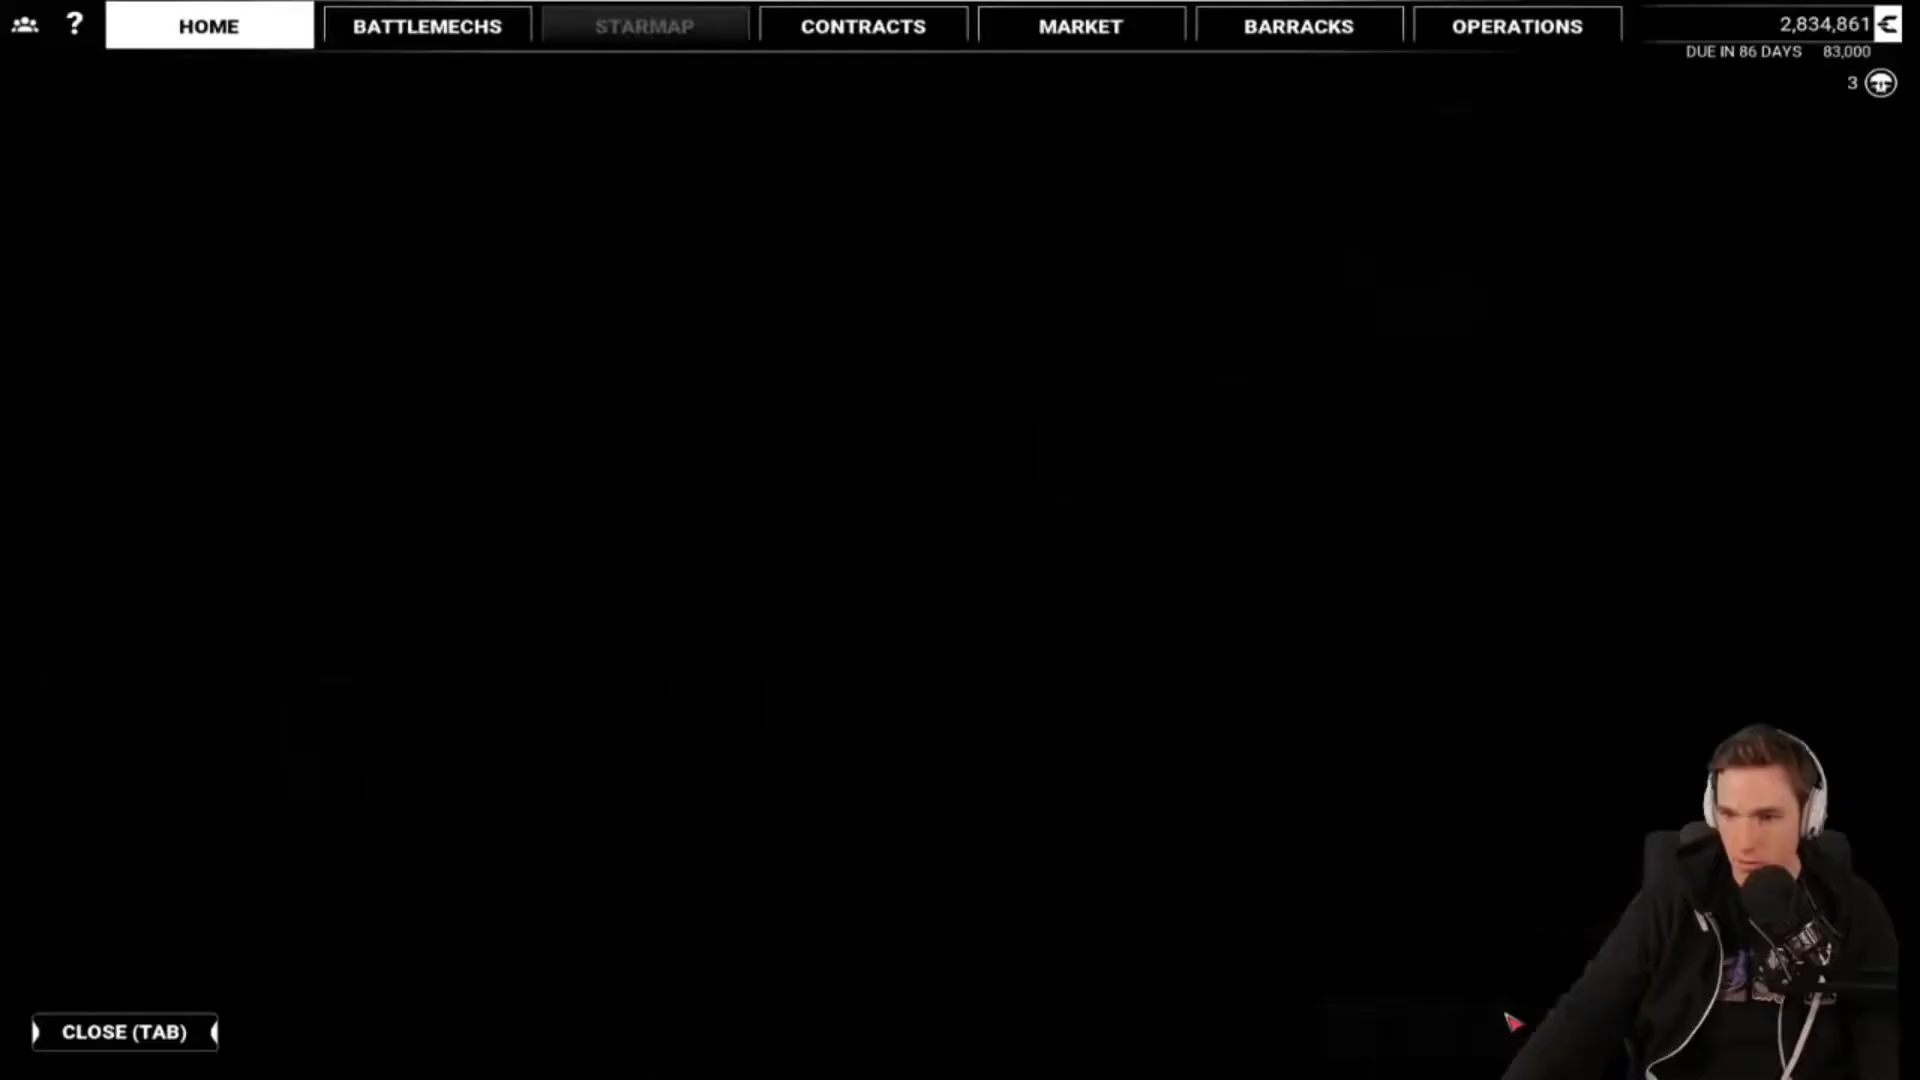 ?
HOME
BATTLEMECHS
STARMAP
CONTRACTS
MARKET
BARRACKS
OPERATIONS
2,834,861
DUE IN 86 DAYS 83,000
3
CLOSE (TAB)